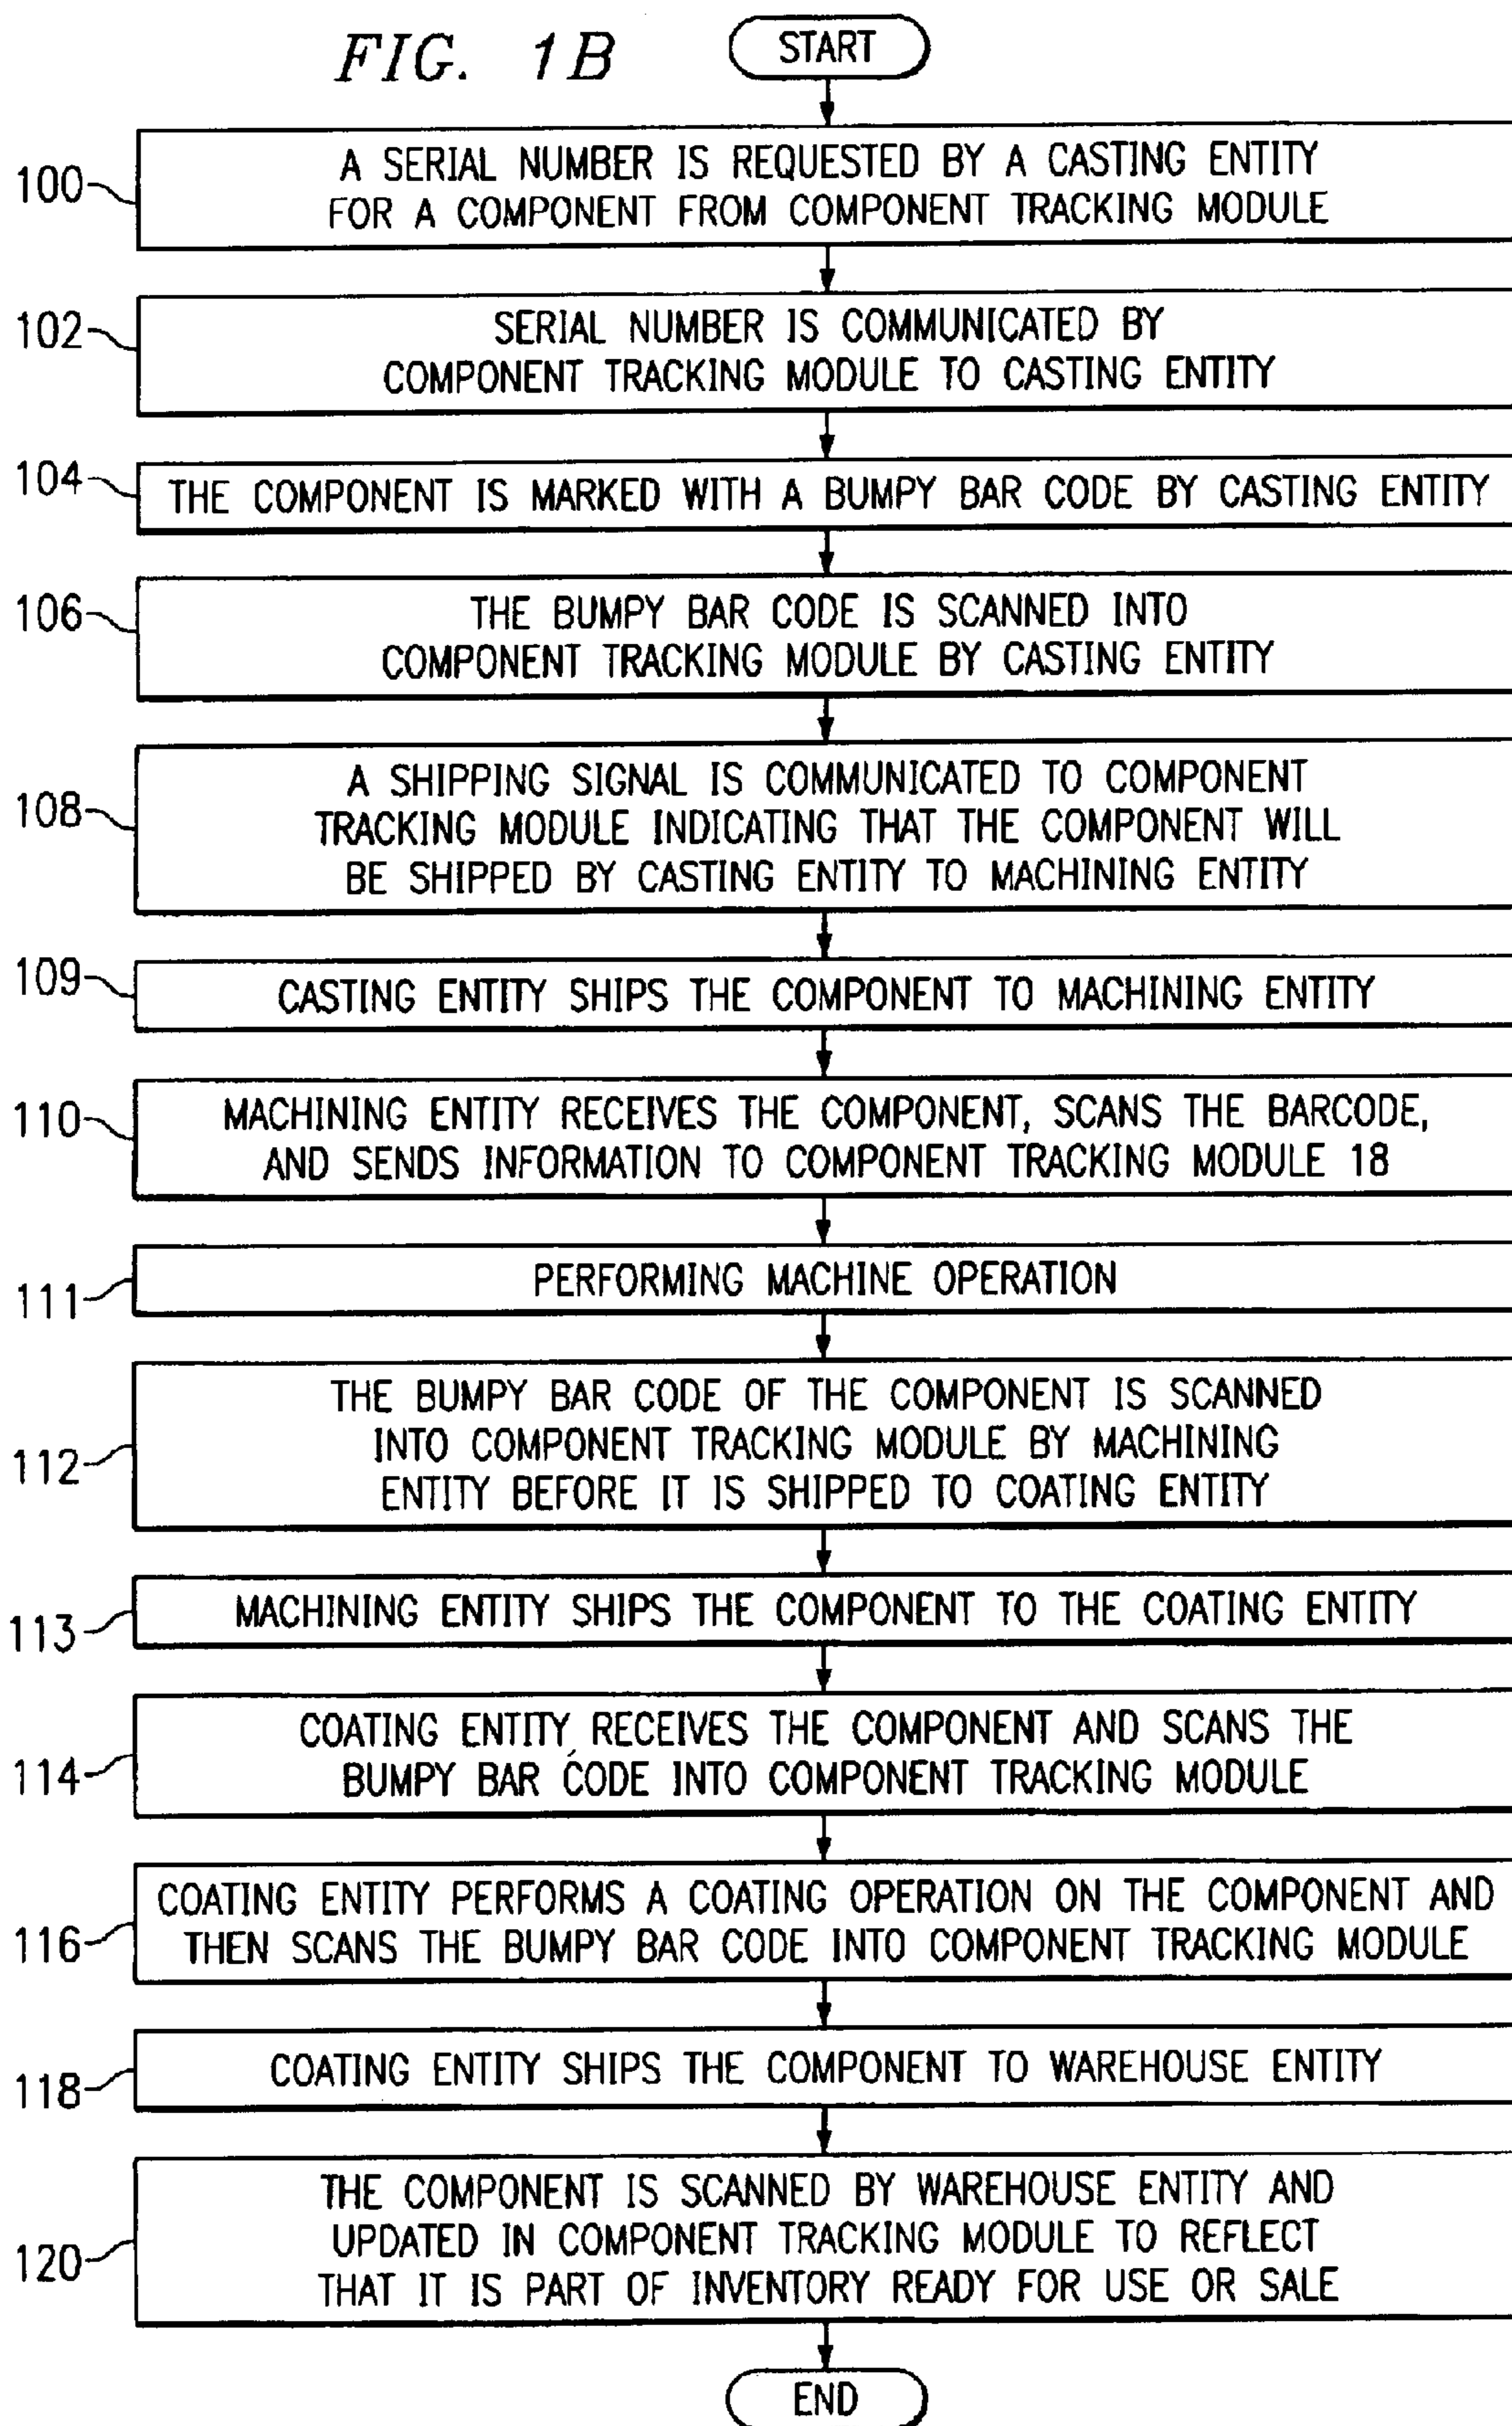 FIG. 1B
START
100
A SERIAL NUMBER IS REQUESTED BY A CASTING ENTITY
FOR A COMPONENT FROM COMPONENT TRACKING MODULE
102
SERIAL NUMBER IS COMMUNICATED BY
COMPONENT TRACKING MODULE TO CASTING ENTITY
104
THE COMPONENT IS MARKED WITH A BUMPY BAR CODE BY CASTING ENTITY
106
THE BUMPY BAR CODE IS SCANNED INTO
COMPONENT TRACKING MODULE BY CASTING ENTITY
108
A SHIPPING SIGNAL IS COMMUNICATED TO COMPONENT
TRACKING MODULE INDICATING THAT THE COMPONENT WILL
BE SHIPPED BY CASTING ENTITY TO MACHINING ENTITY
109
CASTING ENTITY SHIPS THE COMPONENT TO MACHINING ENTITY
110
MACHINING ENTITY RECEIVES THE COMPONENT, SCANS THE BARCODE,
AND SENDS INFORMATION TO COMPONENT TRACKING MODULE 18
111
PERFORMING MACHINE OPERATION
112
THE BUMPY BAR CODE OF THE COMPONENT IS SCANNED
INTO COMPONENT TRACKING MODULE BY MACHINING
ENTITY BEFORE IT IS SHIPPED TO COATING ENTITY
113
MACHINING ENTITY SHIPS THE COMPONENT TO THE COATING ENTITY
114
COATING ENTITY RECEIVES THE COMPONENT AND SCANS THE
BUMPY BAR CODE INTO COMPONENT TRACKING MODULE
116
COATING ENTITY PERFORMS A COATING OPERATION ON THE COMPONENT AND
THEN SCANS THE BUMPY BAR CODE INTO COMPONENT TRACKING MODULE
118
COATING ENTITY SHIPS THE COMPONENT TO WAREHOUSE ENTITY
120
THE COMPONENT IS SCANNED BY WAREHOUSE ENTITY AND
UPDATED IN COMPONENT TRACKING MODULE TO REFLECT
THAT IT IS PART OF INVENTORY READY FOR USE OR SALE
END